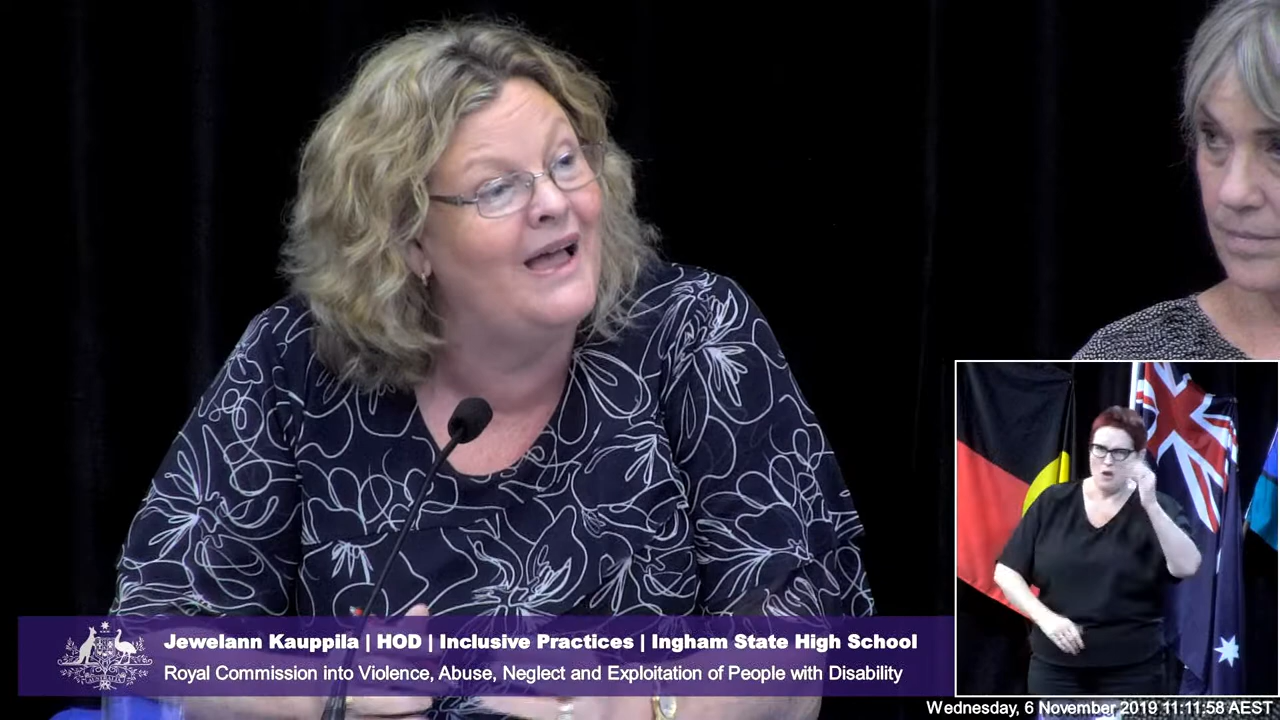 Jewelann Kauppila | HOD | Inclusive Practices | Ingham State High School
Royal Commission into Violence, Abuse, Neglect and Exploitation of People with Disability
Wednesday, 6 November 2019 11:11:58 AEST